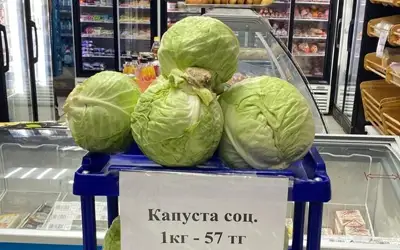 Капуста соц.
1кг - 57 тг